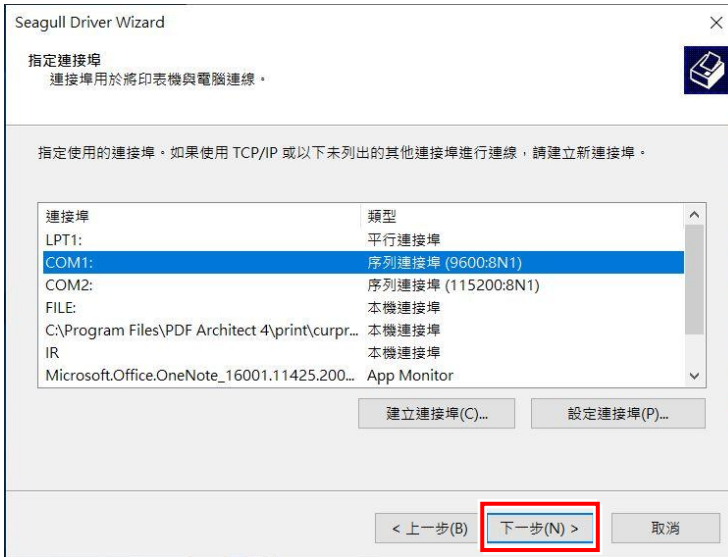 Seagull Driver Wizard
指定連接埠
連接埠用於將印表機與電腦連線。
指定使用的連接埠。如果使用 TCP/IP 或以下未列出的其他連接埠進行連線，請建立新連接埠。
連接埠 類型
LPT1: 平行連接埠
COM1: 序列連接埠 (9600:8N1)
COM2: 序列連接埠 (115200:8N1)
FILE: 本機連接埠
C:\Program Files\PDF Architect 4\print\curpr... 本機連接埠
IR 本機連接埠
Microsoft.Office.OneNote_16001.11425.200... App Monitor
建立連接埠(C)... 設定連接埠(P)...
< 上一步(B) 下一步(N) > 取消